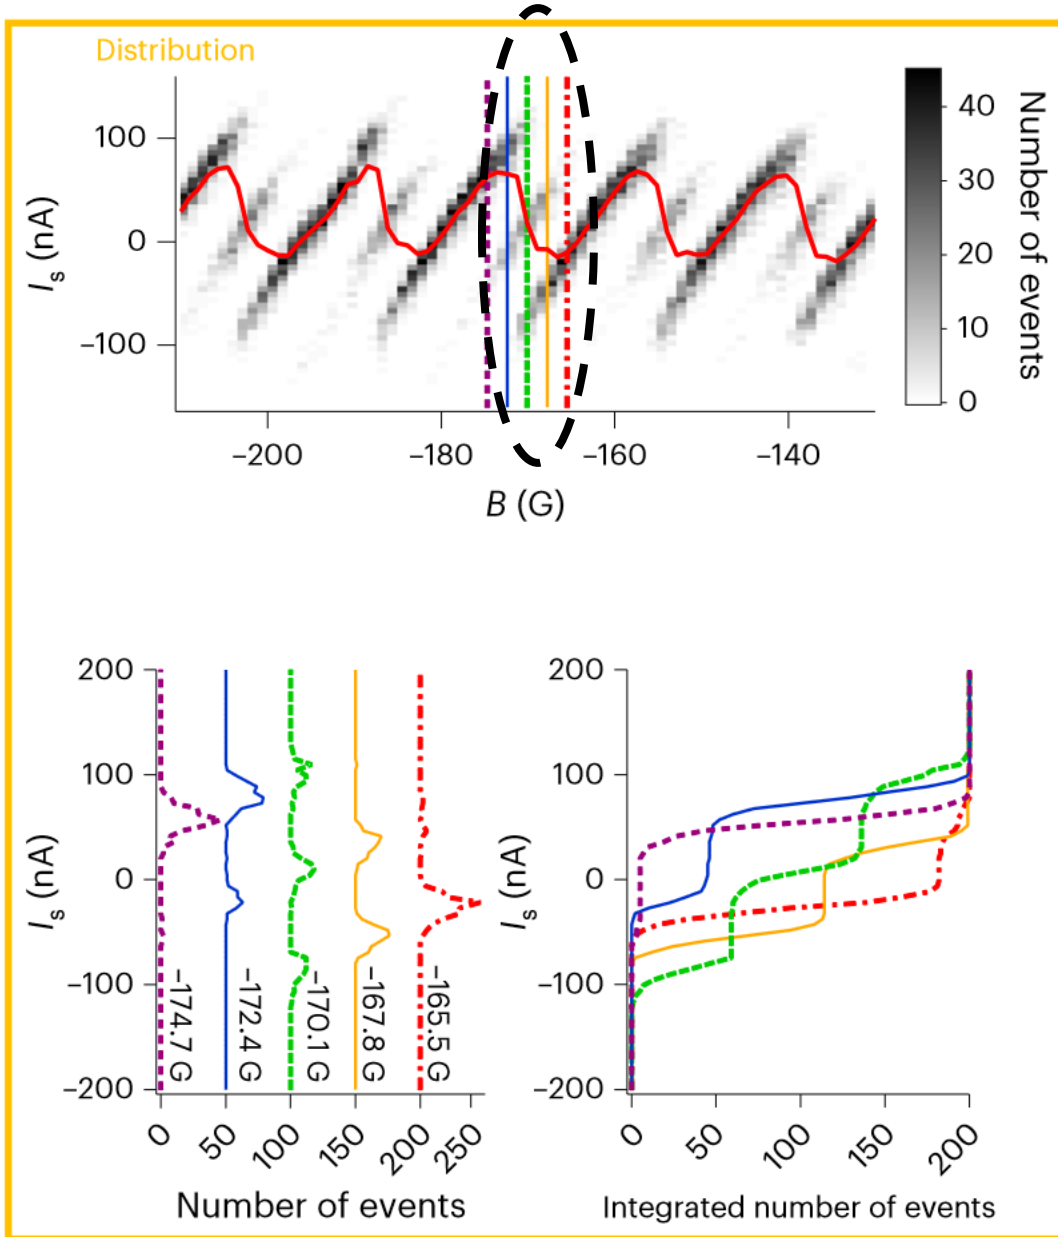 Distribution
100
0
−100
I_s (nA)
−200
−180
−160
−140
B (G)
40
30
20
10
0
Number of events
200
100
0
−100
−200
I_s (nA)
−174.7 G
−172.4 G
−170.1 G
−167.8 G
−165.5 G
0
50
100
150
200
250
Number of events
200
100
0
−100
−200
I_s (nA)
0
50
100
150
200
Integrated number of events